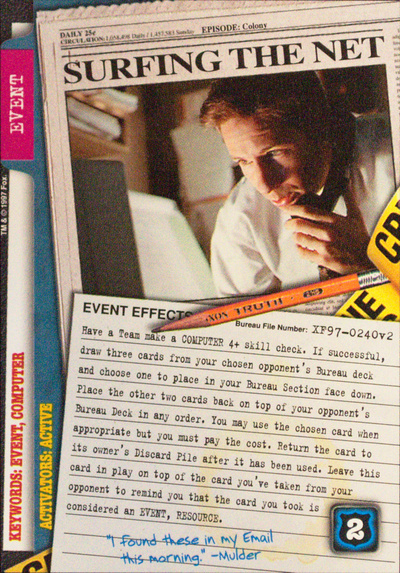 DAILY 25¢
EPISODE: Colony
CIRCULATION: 1,058,498 Daily / 1,457,583 Sunday
SURFING THE NET
EVENT
TM & © 1997 Fox.
EVENT EFFECTS
TRUTH
Bureau File Number: XF97-0240v2
Have a Team make a COMPUTER 4+ skill check. If successful,
draw three cards from your chosen opponent's Bureau deck
and choose one to place in your Bureau Section face down.
Place the other two cards back on top of your opponent's
Bureau Deck in any order. You may use the chosen card when
appropriate but you must pay the cost. Return the card to
its owner's Discard Pile after it has been used. Leave this
card in play on top of the card you've taken from your
opponent to remind you that the card you took is
considered an EVENT, RESOURCE.
"I found these in my Email
this morning." -Mulder
2
KEYWORDS: EVENT, COMPUTER
ACTIVATORS: ACTIVE